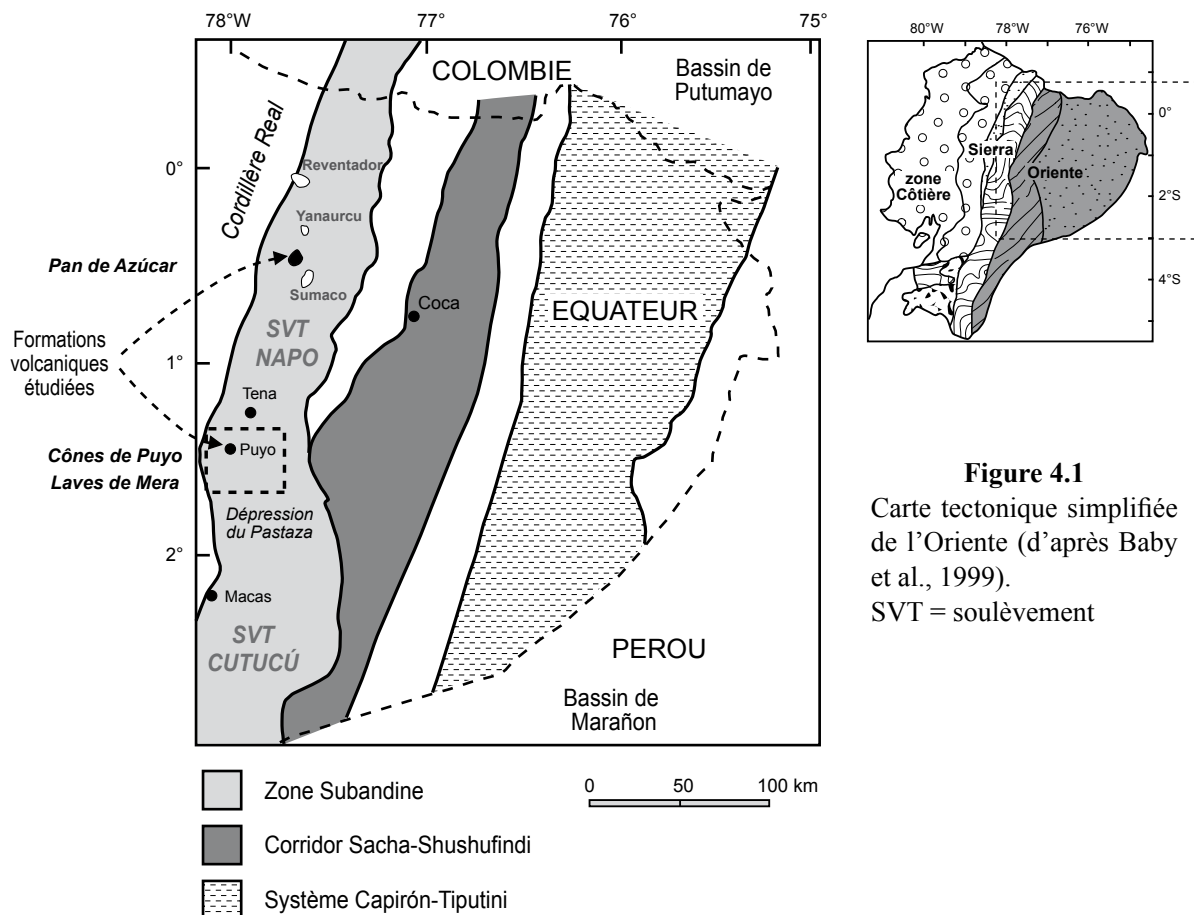 78°W
77°
76°
75°
COLOMBIE
Bassin de
Putumayo
Cordillère Real
0°
Reventador
Yanaurcu
Pan de Azúcar
Sumaco
Coca
SVT
NAPO
EQUATEUR
Formations
volcaniques
étudiées
1°
Tena
Puyo
Cônes de Puyo
Laves de Mera
Dépression
du Pastaza
2°
Macas
SVT
CUTUCÚ
PEROU
Bassin de
Marañon
Zone Subandine
Corridor Sacha-Shushufindi
Système Capirón-Tiputini
0 50 100 km
80°W 78°W 76°W
0°
Sierra
zone
Côtière
Oriente
2°S
4°S
Figure 4.1
Carte tectonique simplifiée
de l’Oriente (d’après Baby
et al., 1999).
SVT = soulèvement